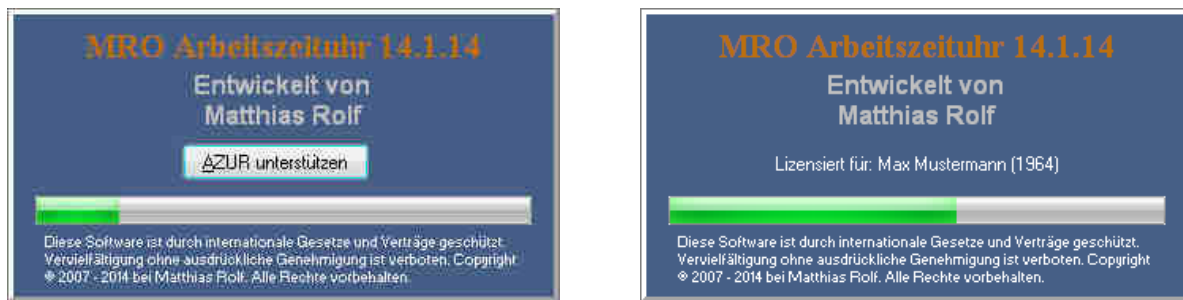 MRO Arbeitszeituhr 14.1.14
Entwickelt von
Matthias Rolf
AZUR unterstützen
Diese Software ist durch internationale Gesetze und Verträge geschützt.
Vervielfältigung ohne ausdrückliche Genehmigung ist verboten. Copyright
© 2007 - 2014 bei Matthias Rolf. Alle Rechte vorbehalten.
MRO Arbeitszeituhr 14.1.14
Entwickelt von
Matthias Rolf
Lizensiert für: Max Mustermann (1964)
Diese Software ist durch internationale Gesetze und Verträge geschützt.
Vervielfältigung ohne ausdrückliche Genehmigung ist verboten. Copyright
© 2007 - 2014 bei Matthias Rolf. Alle Rechte vorbehalten.